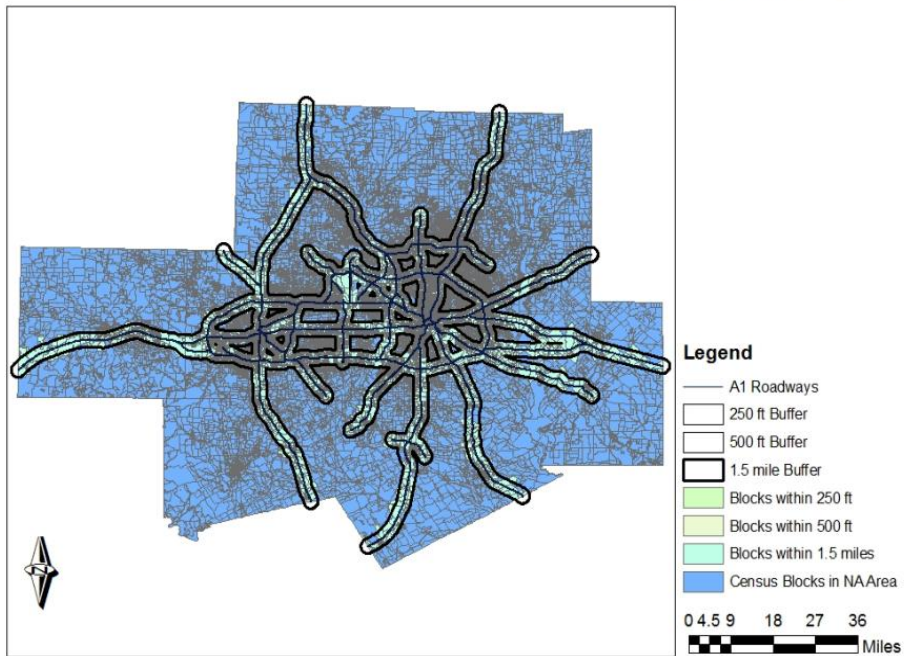 Legend
A1 Roadways
250 ft Buffer
500 ft Buffer
1.5 mile Buffer
Blocks within 250 ft
Blocks within 500 ft
Blocks within 1.5 miles
Census Blocks in NA Area
0 4.5 9 18 27 36
Miles
N